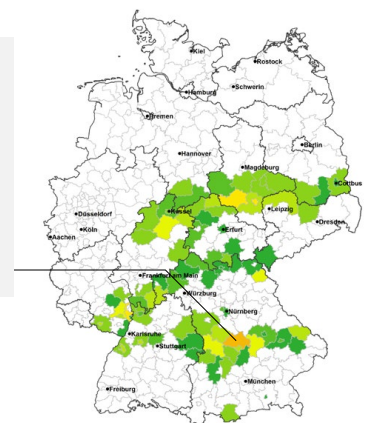 Kiel
Rostock
Schwerin
Hamburg
Bremen
Berlin
Hannover
Magdeburg
Cottbus
Kassel
Leipzig
Düsseldorf
Dresden
Erfurt
Köln
Aachen
Frankfurt am Main
Würzburg
Nürnberg
Karlsruhe
Stuttgart
München
Freiburg